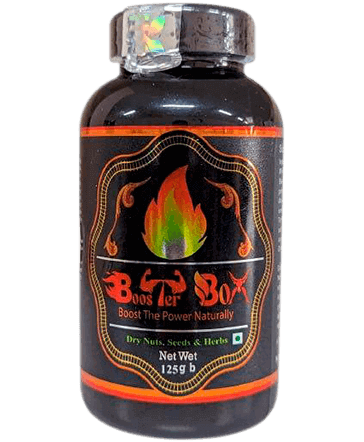 BoosTer Box
Boost The Power Naturally
Dry Nuts, Seeds & Herbs
Net Wet
125g b